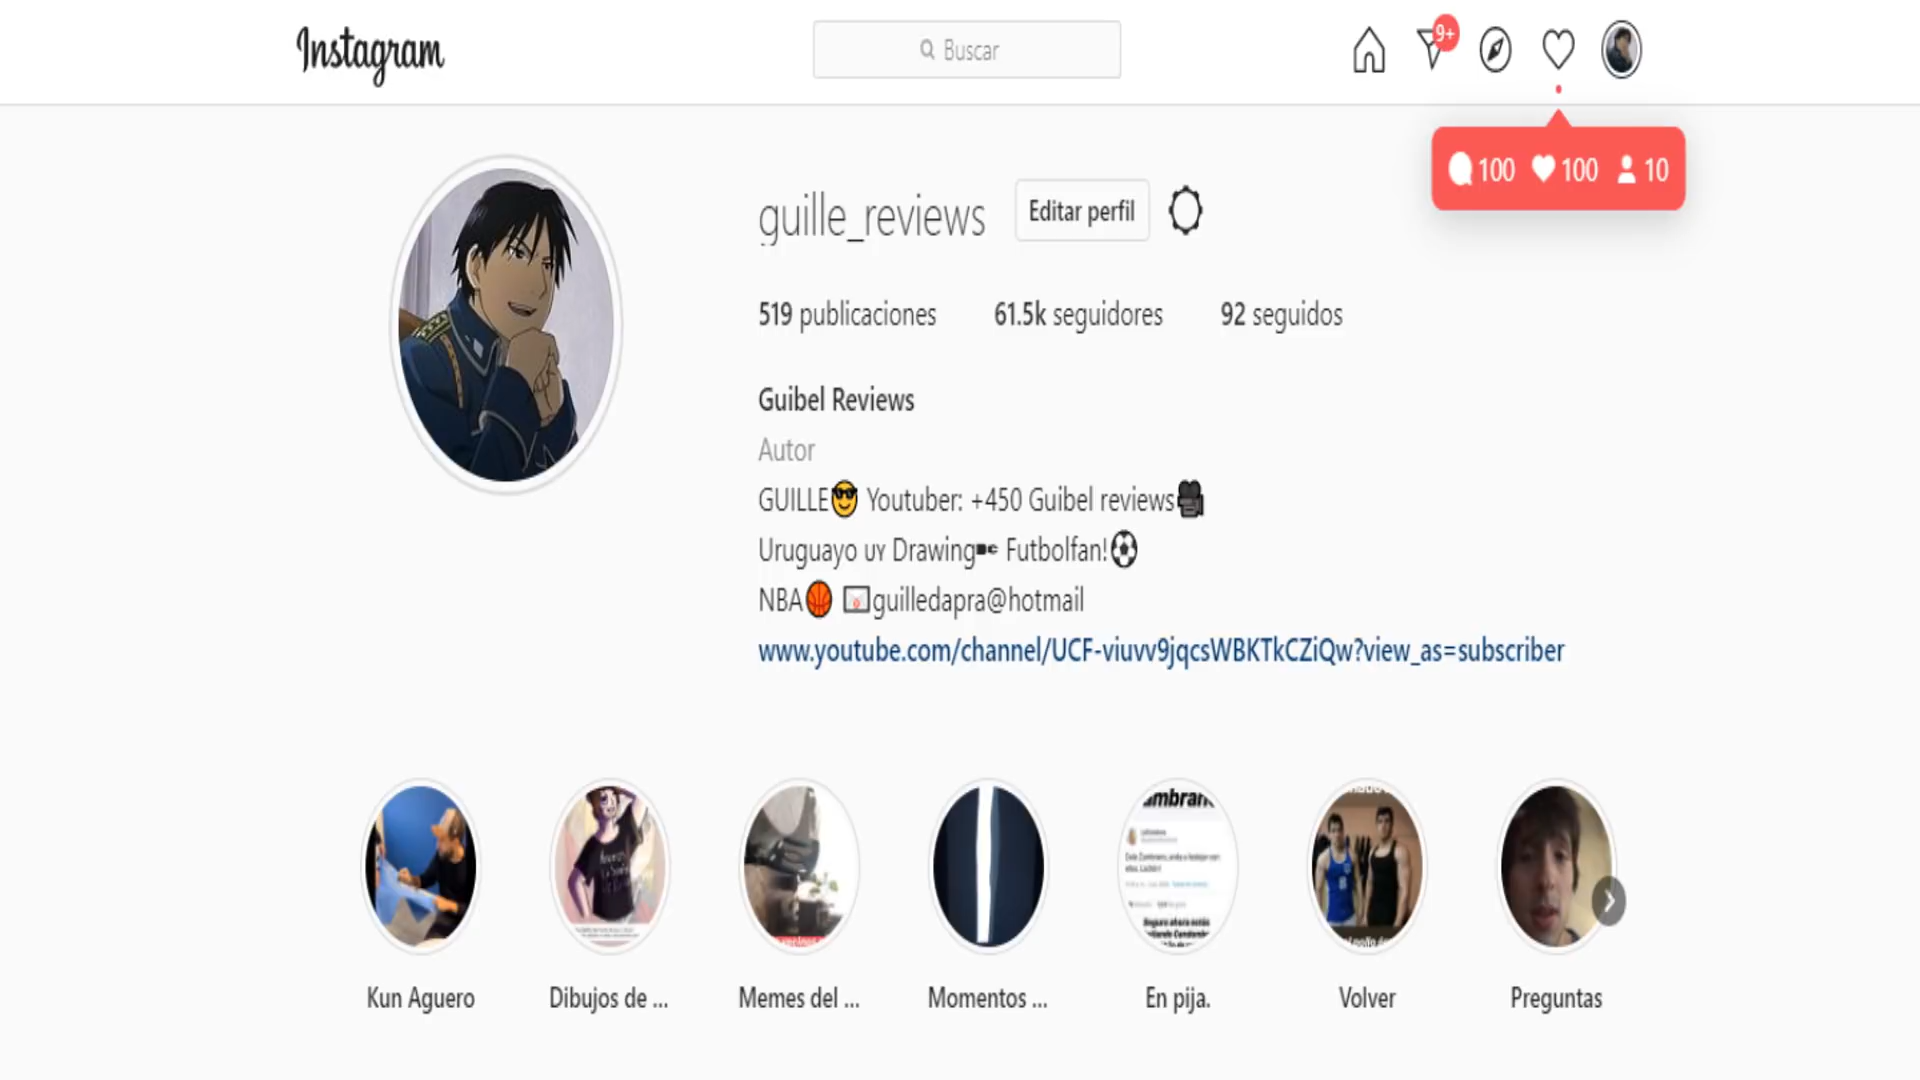 Instagram
Buscar
9+
100 100 10
guille_reviews Editar perfil
519 publicaciones 61.5k seguidores 92 seguidos
Guibel Reviews
Autor
GUILLE😎 Youtuber: +450 Guibel reviews🎥
Uruguayo UY Drawing✒ Futbolfan!⚽
NBA🏀 💌guilledapra@hotmail
www.youtube.com/channel/UCF-viuvv9jqcsWBKTkCZiQw?view_as=subscriber
Kun Aguero Dibujos de ... Memes del ... Momentos ... En pija. Volver Preguntas